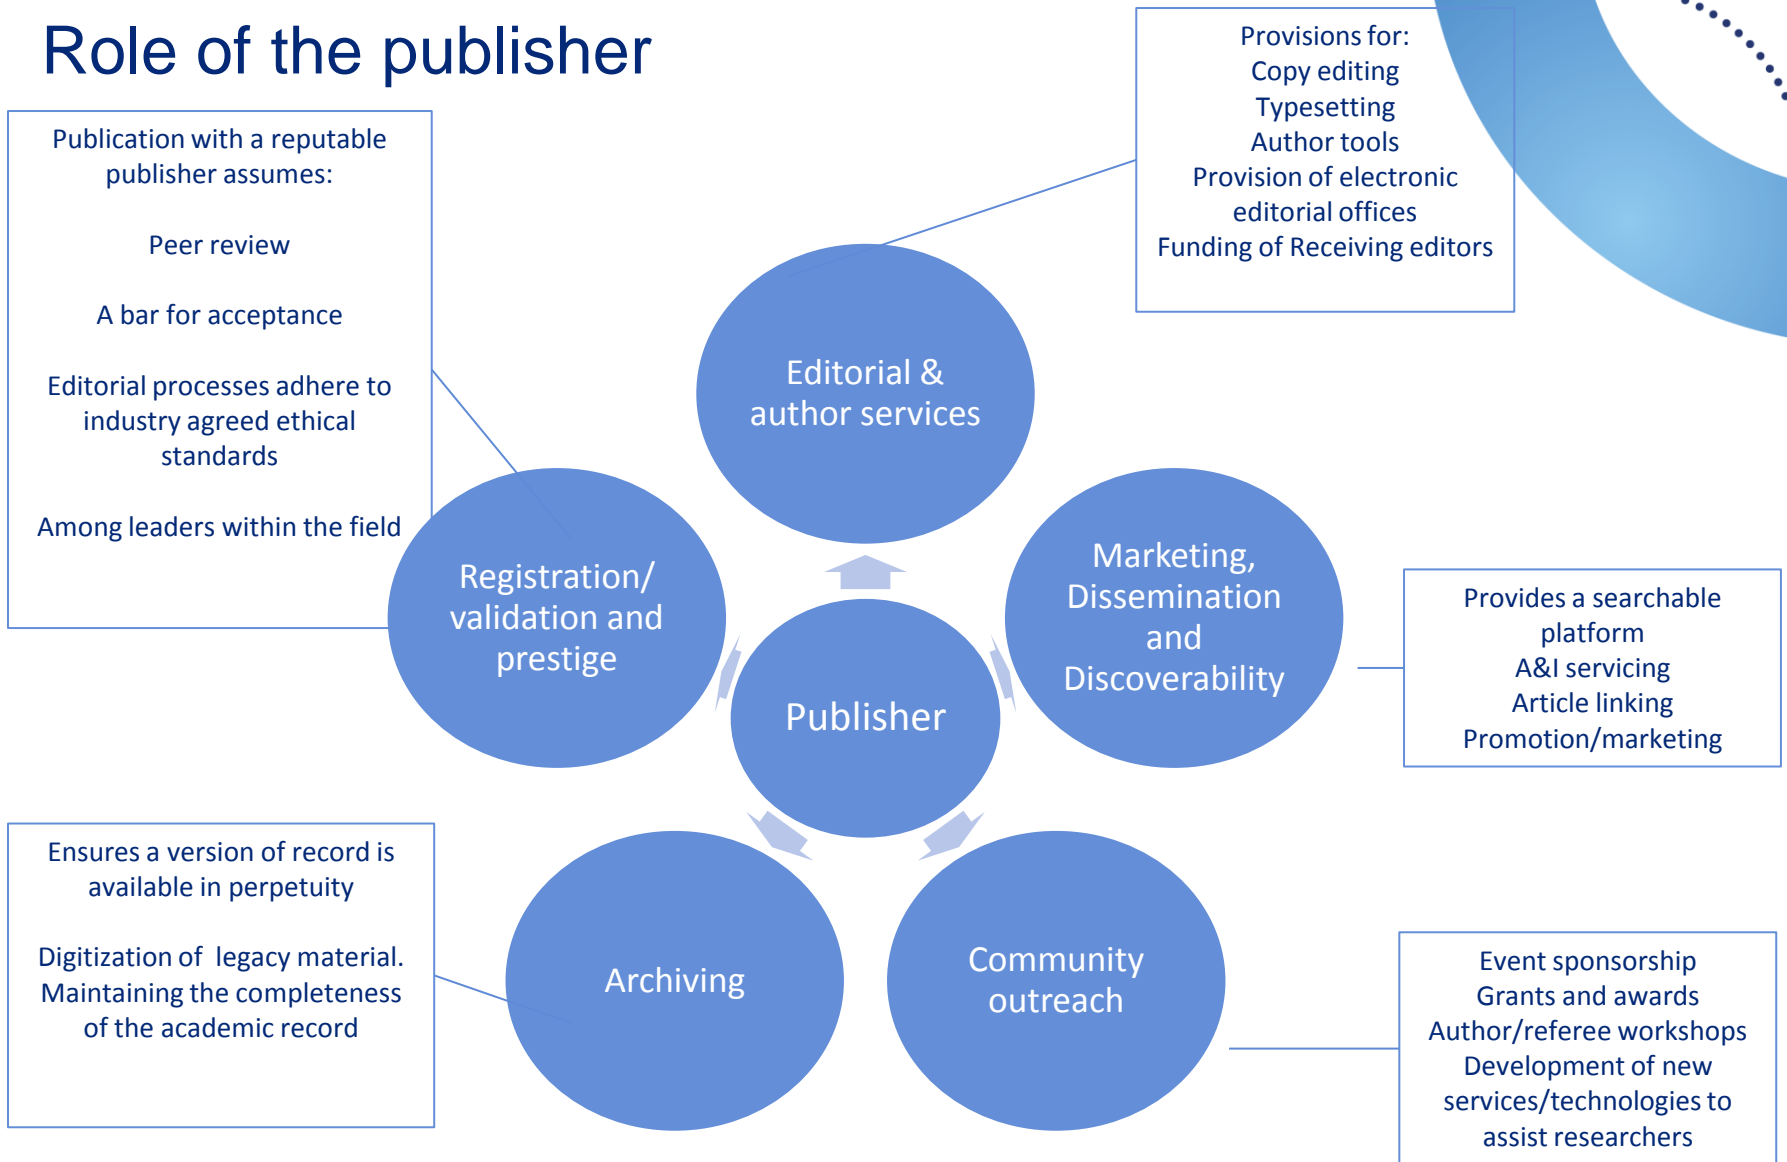 Role of the publisher
Provisions for:
Copy editing
Typesetting
Author tools
Provision of electronic
editorial offices
Funding of Receiving editors
Publication with a reputable
publisher assumes:
Peer review
A bar for acceptance
Editorial processes adhere to
industry agreed ethical
standards
Among leaders within the field
Editorial &
author services
Registration/
validation and
prestige
Marketing,
Dissemination
and
Discoverability
Provides a searchable
platform
A&I servicing
Article linking
Promotion/marketing
Publisher
Ensures a version of record is
available in perpetuity
Digitization of  legacy material.
Maintaining the completeness
of the academic record
Archiving
Community
outreach
Event sponsorship
Grants and awards
Author/referee workshops
Development of new
services/technologies to
assist researchers